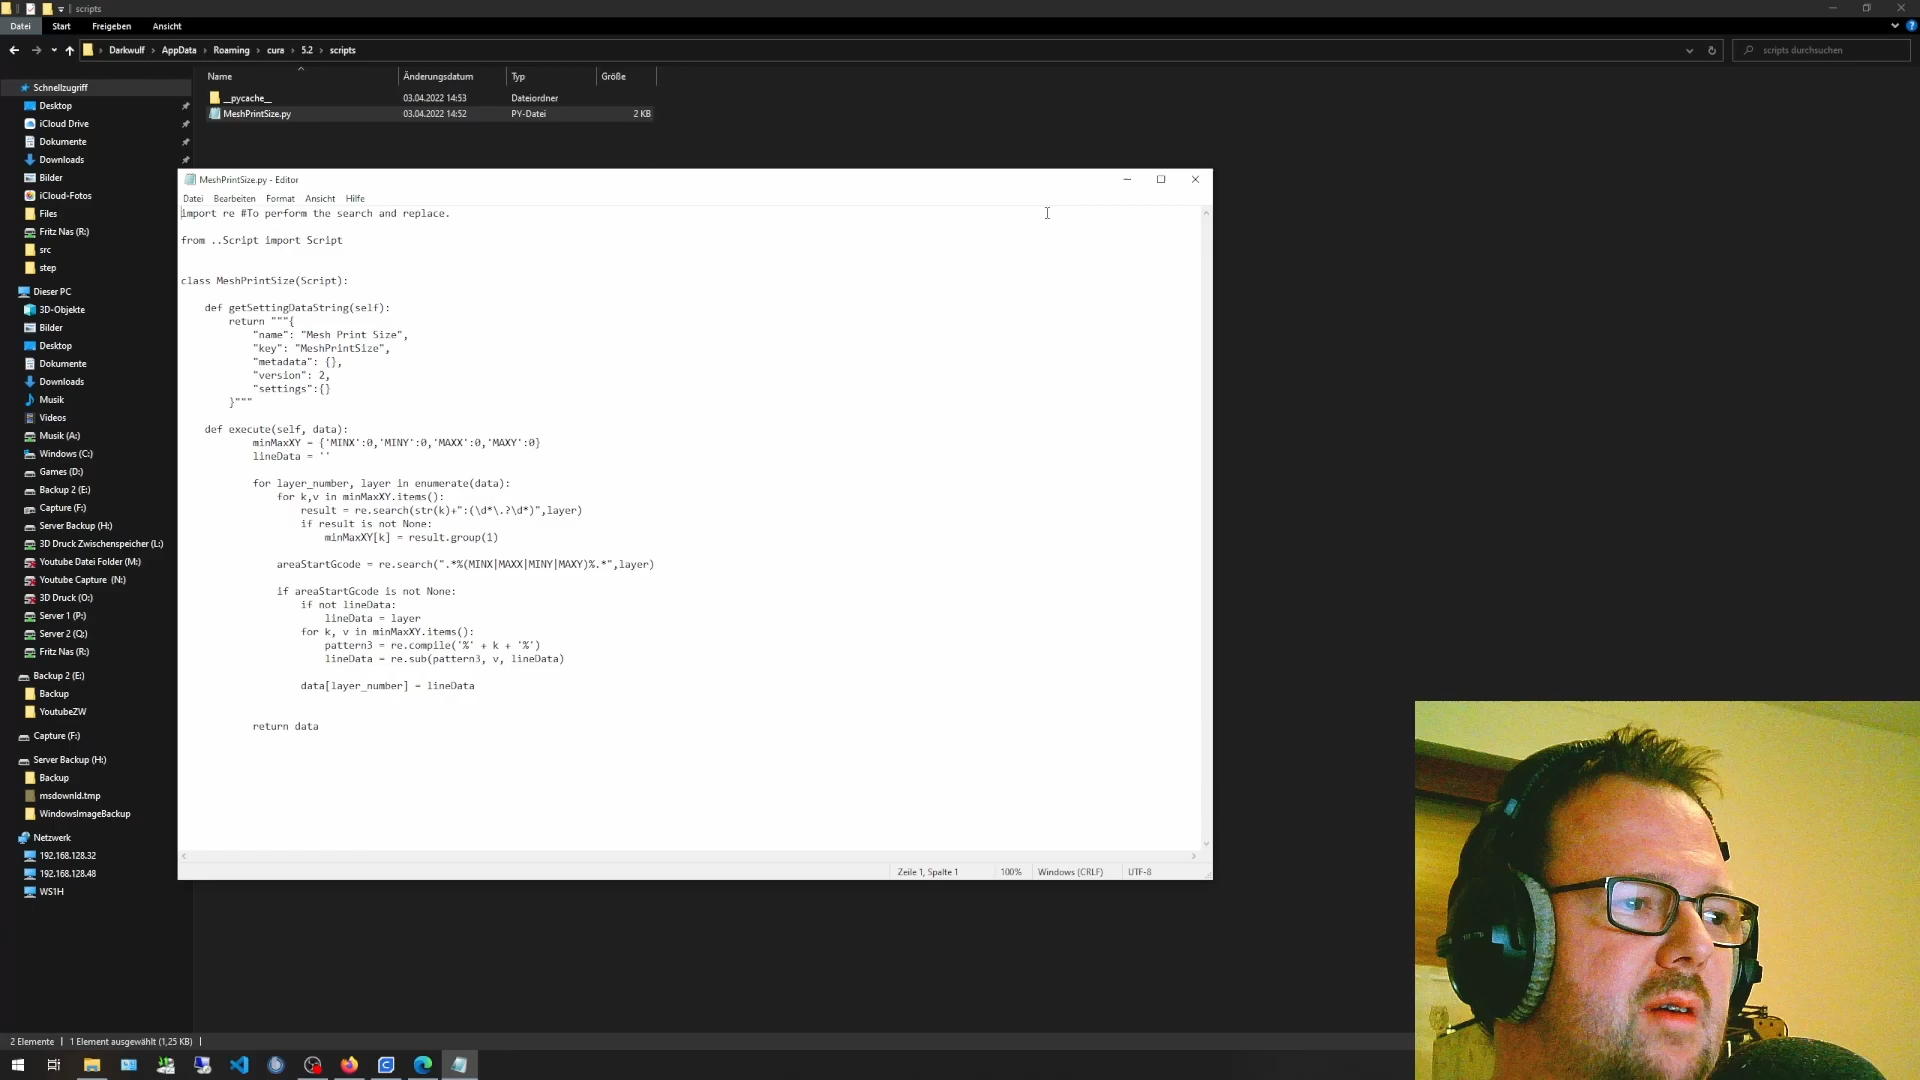 scripts
Datei Start Freigeben Ansicht
Darkwulf › AppData › Roaming › cura › 5.2 › scripts
scripts durchsuchen
Name Änderungsdatum Typ Größe
__pycache__ 03.04.2022 14:53 Dateiordner
MeshPrintSize.py 03.04.2022 14:52 PY-Datei 2 KB
Schnellzugriff
Desktop
iCloud Drive
Dokumente
Downloads
Bilder
iCloud-Fotos
Files
Fritz Nas (R:)
src
step
Dieser PC
3D-Objekte
Bilder
Desktop
Dokumente
Downloads
Musik
Videos
Musik (A:)
Windows (C:)
Games (D:)
Backup 2 (E:)
Capture (F:)
Server Backup (H:)
3D Druck Zwischenspeicher (L:)
Youtube Datei Folder (M:)
Youtube Capture (N:)
3D Druck (O:)
Server 1 (P:)
Server 2 (Q:)
Fritz Nas (R:)
Backup 2 (E:)
Backup
YoutubeZW
Capture (F:)
Server Backup (H:)
Backup
msdownld.tmp
WindowsImageBackup
Netzwerk
192.168.128.32
192.168.128.48
WS1H
MeshPrintSize.py - Editor
Datei Bearbeiten Format Ansicht Hilfe
import re #To perform the search and replace.
from ..Script import Script
class MeshPrintSize(Script):
def getSettingDataString(self):
return """{
"name": "Mesh Print Size",
"key": "MeshPrintSize",
"metadata": {},
"version": 2,
"settings":{}
}"""
def execute(self, data):
minMaxXY = {'MINX':0,'MINY':0,'MAXX':0,'MAXY':0}
lineData = ''
for layer_number, layer in enumerate(data):
for k,v in minMaxXY.items():
result = re.search(str(k)+":(\d*\.?\d*)",layer)
if result is not None:
minMaxXY[k] = result.group(1)
areaStartGcode = re.search(".*%(MINX|MAXX|MINY|MAXY)%.*",layer)
if areaStartGcode is not None:
if not lineData:
lineData = layer
for k, v in minMaxXY.items():
pattern3 = re.compile('%' + k + '%')
lineData = re.sub(pattern3, v, lineData)
data[layer_number] = lineData
return data
Zeile 1, Spalte 1 100% Windows (CRLF) UTF-8
2 Elemente 1 Element ausgewählt (1,25 KB)